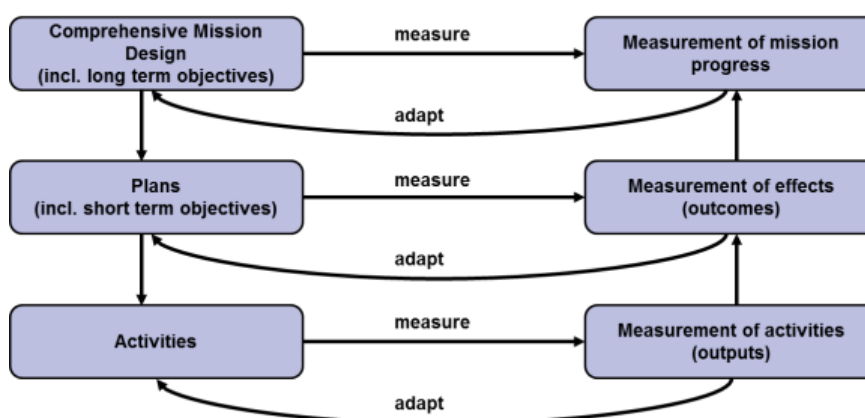 Comprehensive Mission
Design
(incl. long term objectives)
measure
Measurement of mission
progress
adapt
Plans
(incl. short term objectives)
measure
Measurement of effects
(outcomes)
adapt
Activities
measure
Measurement of activities
(outputs)
adapt